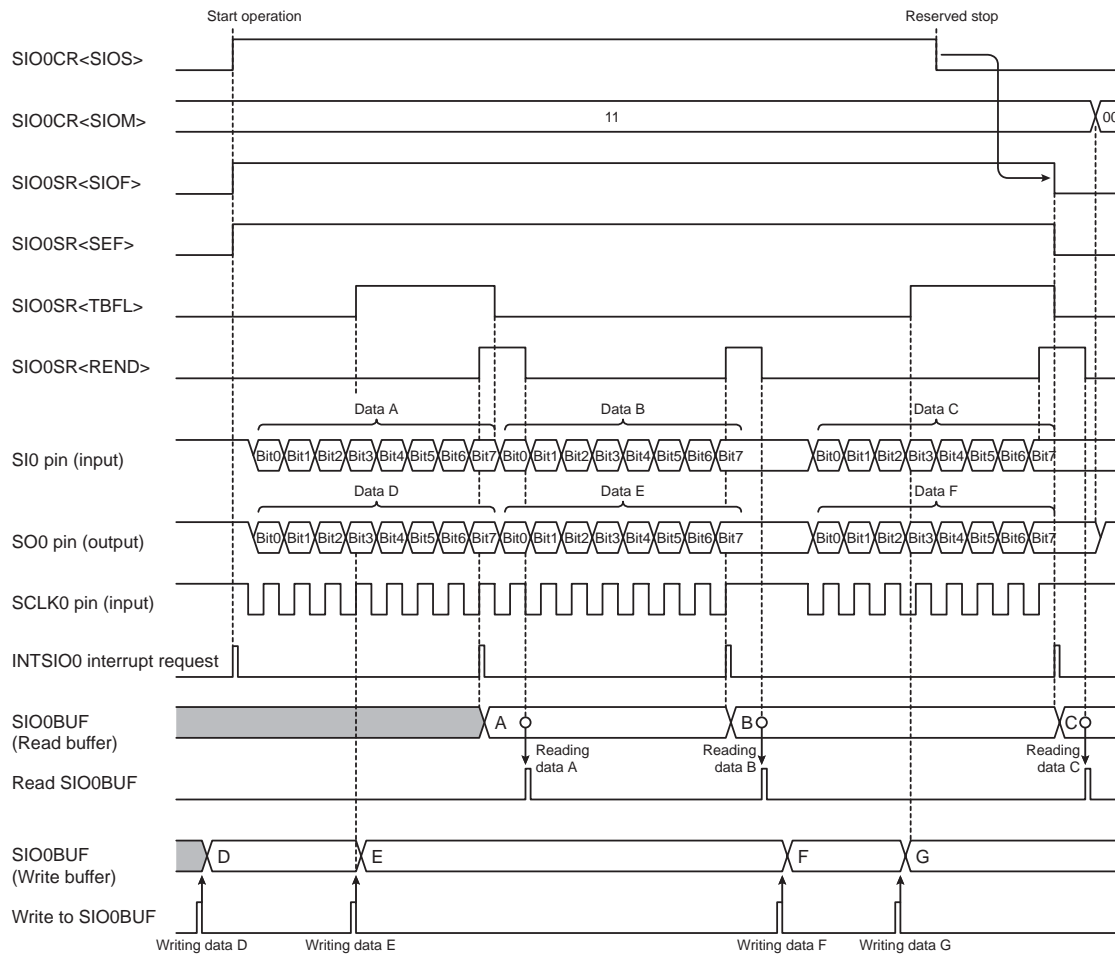 Start operation
Reserved stop
SIO0CR<SIOS>
SIO0CR<SIOM>
11
00
SIO0SR<SIOF>
SIO0SR<SEF>
SIO0SR<TBFL>
SIO0SR<REND>
Data A
Data B
Data C
SI0 pin (input)
Bit0 Bit1 Bit2 Bit3 Bit4 Bit5 Bit6 Bit7 Bit0 Bit1 Bit2 Bit3 Bit4 Bit5 Bit6 Bit7
Bit0 Bit1 Bit2 Bit3 Bit4 Bit5 Bit6 Bit7
Data D
Data E
Data F
SO0 pin (output)
Bit0 Bit1 Bit2 Bit3 Bit4 Bit5 Bit6 Bit7 Bit0 Bit1 Bit2 Bit3 Bit4 Bit5 Bit6 Bit7
Bit0 Bit1 Bit2 Bit3 Bit4 Bit5 Bit6 Bit7
SCLK0 pin (input)
INTSIO0 interrupt request
SIO0BUF
(Read buffer)
A
B
C
Reading
data A
Reading
data B
Reading
data C
Read SIO0BUF
SIO0BUF
(Write buffer)
D
E
F
G
Write to SIO0BUF
Writing data D
Writing data E
Writing data F
Writing data G